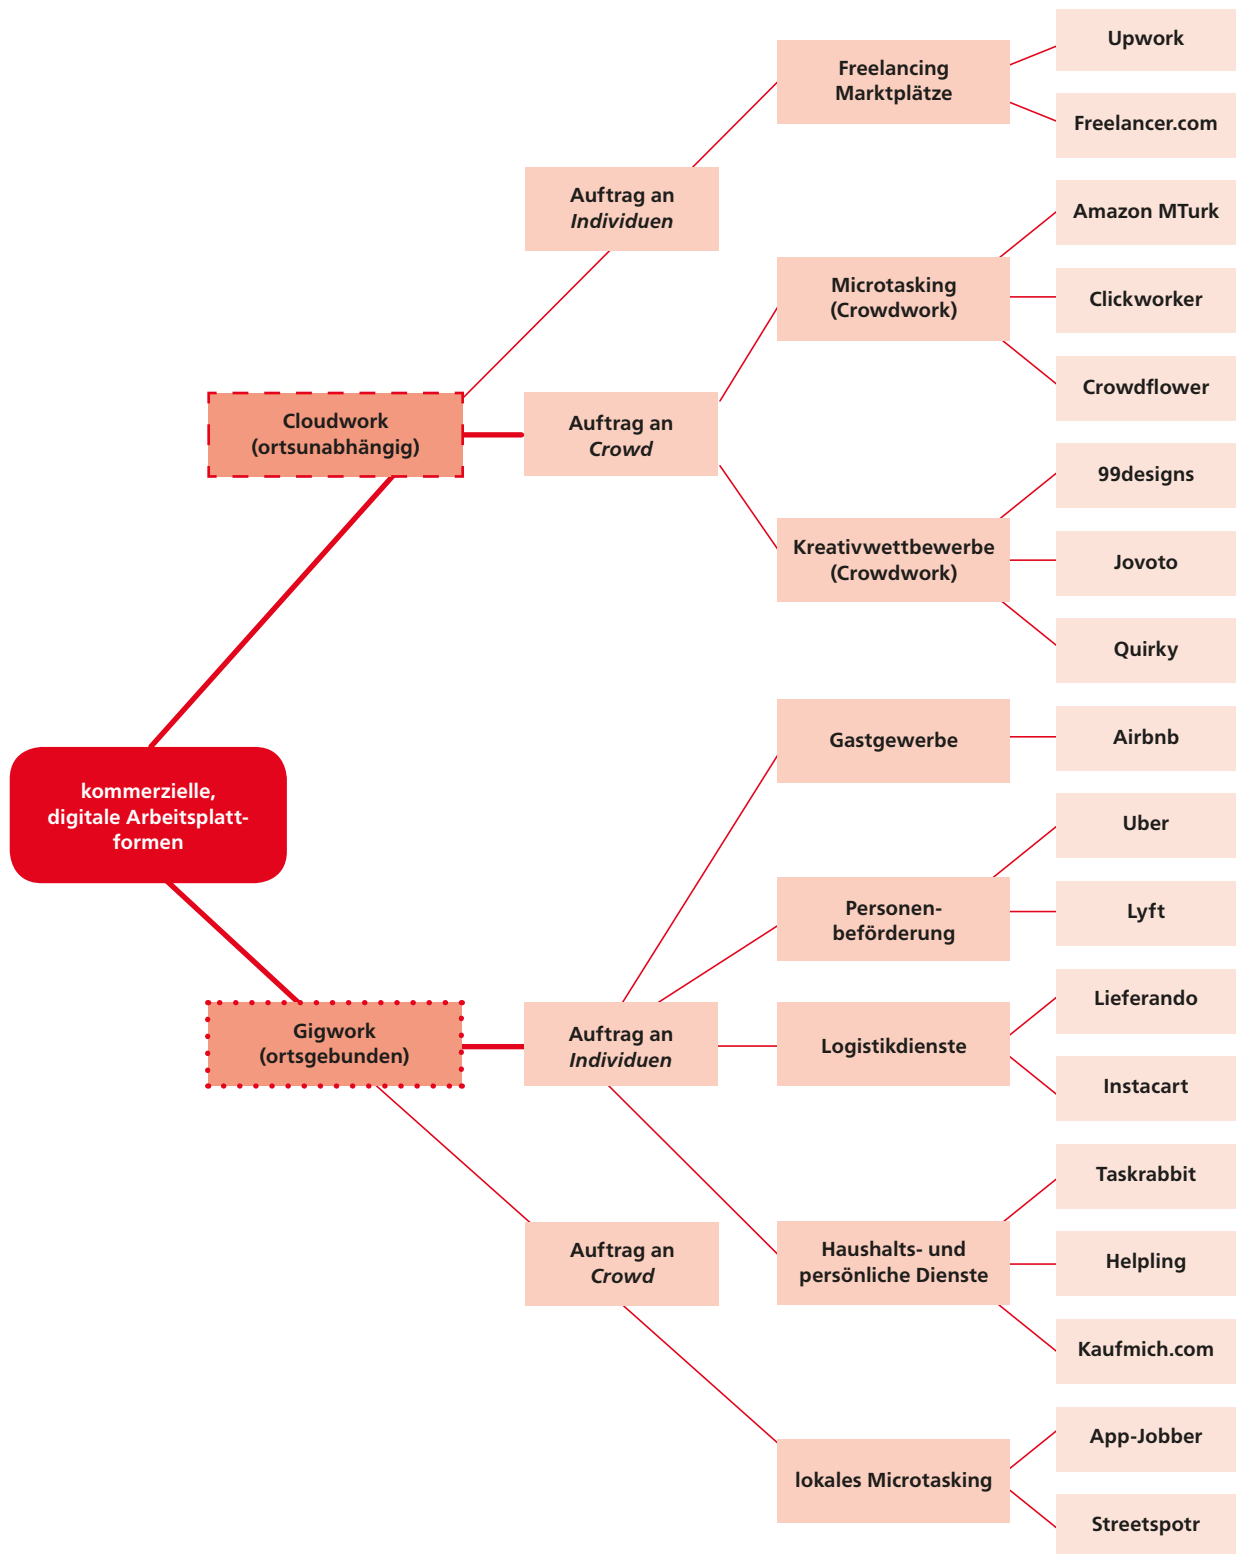 Upwork
Freelancing
Marktplätze
Freelancer.com
Auftrag an
Individuen
Amazon MTurk
Microtasking
(Crowdwork)
Clickworker
Crowdflower
Cloudwork
(ortsunabhängig)
Auftrag an
Crowd
99designs
Kreativwettbewerbe
(Crowdwork)
Jovoto
Quirky
Gastgewerbe
Airbnb
kommerzielle,
digitale Arbeitsplatt-
formen
Uber
Personen-
beförderung
Lyft
Lieferando
Gigwork
(ortsgebunden)
Auftrag an
Individuen
Logistikdienste
Instacart
Taskrabbit
Auftrag an
Crowd
Haushalts- und
persönliche Dienste
Helpling
Kaufmich.com
App-Jobber
lokales Microtasking
Streetspotr